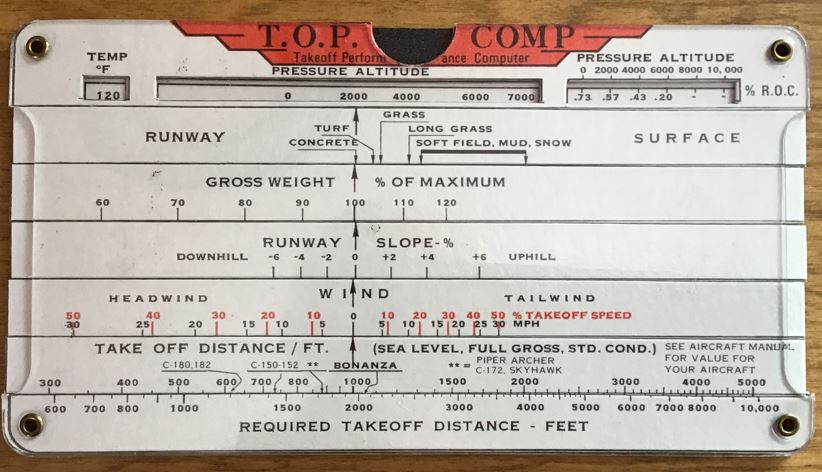 T.O.P. COMP
Takeoff Perform ance Computer
TEMP
°F
120
PRESSURE ALTITUDE
0 2000 4000 6000 7000
PRESSURE ALTITUDE
0 2000 4000 6000 8000 10,000
.73 .57 .43 .20 - -
% R.O.C.
GRASS
TURF LONG GRASS
CONCRETE SOFT FIELD, MUD, SNOW
RUNWAY SURFACE
GROSS WEIGHT % OF MAXIMUM
60 70 80 90 100 110 120
RUNWAY SLOPE-%
DOWNHILL -6 -4 -2 0 +2 +4 +6 UPHILL
WIND
HEADWIND TAILWIND
50 40 30 20 10 10 20 30 40 50 % TAKEOFF SPEED
30 25 20 15 10 5 0 5 10 15 20 25 30 MPH
TAKE OFF DISTANCE/FT. (SEA LEVEL, FULL GROSS, STD. COND.)
SEE AIRCRAFT MANUAL
FOR VALUE FOR
YOUR AIRCRAFT
C-180,182 C-150-152 ** BONANZA
** = PIPER ARCHER
C-172, SKYHAWK
300 400 500 600 700 800 1000 1500 2000 3000 4000 5000
600 700 800 1000 1500 2000 3000 4000 5000 6000 7000 8000 10,000
REQUIRED TAKEOFF DISTANCE - FEET